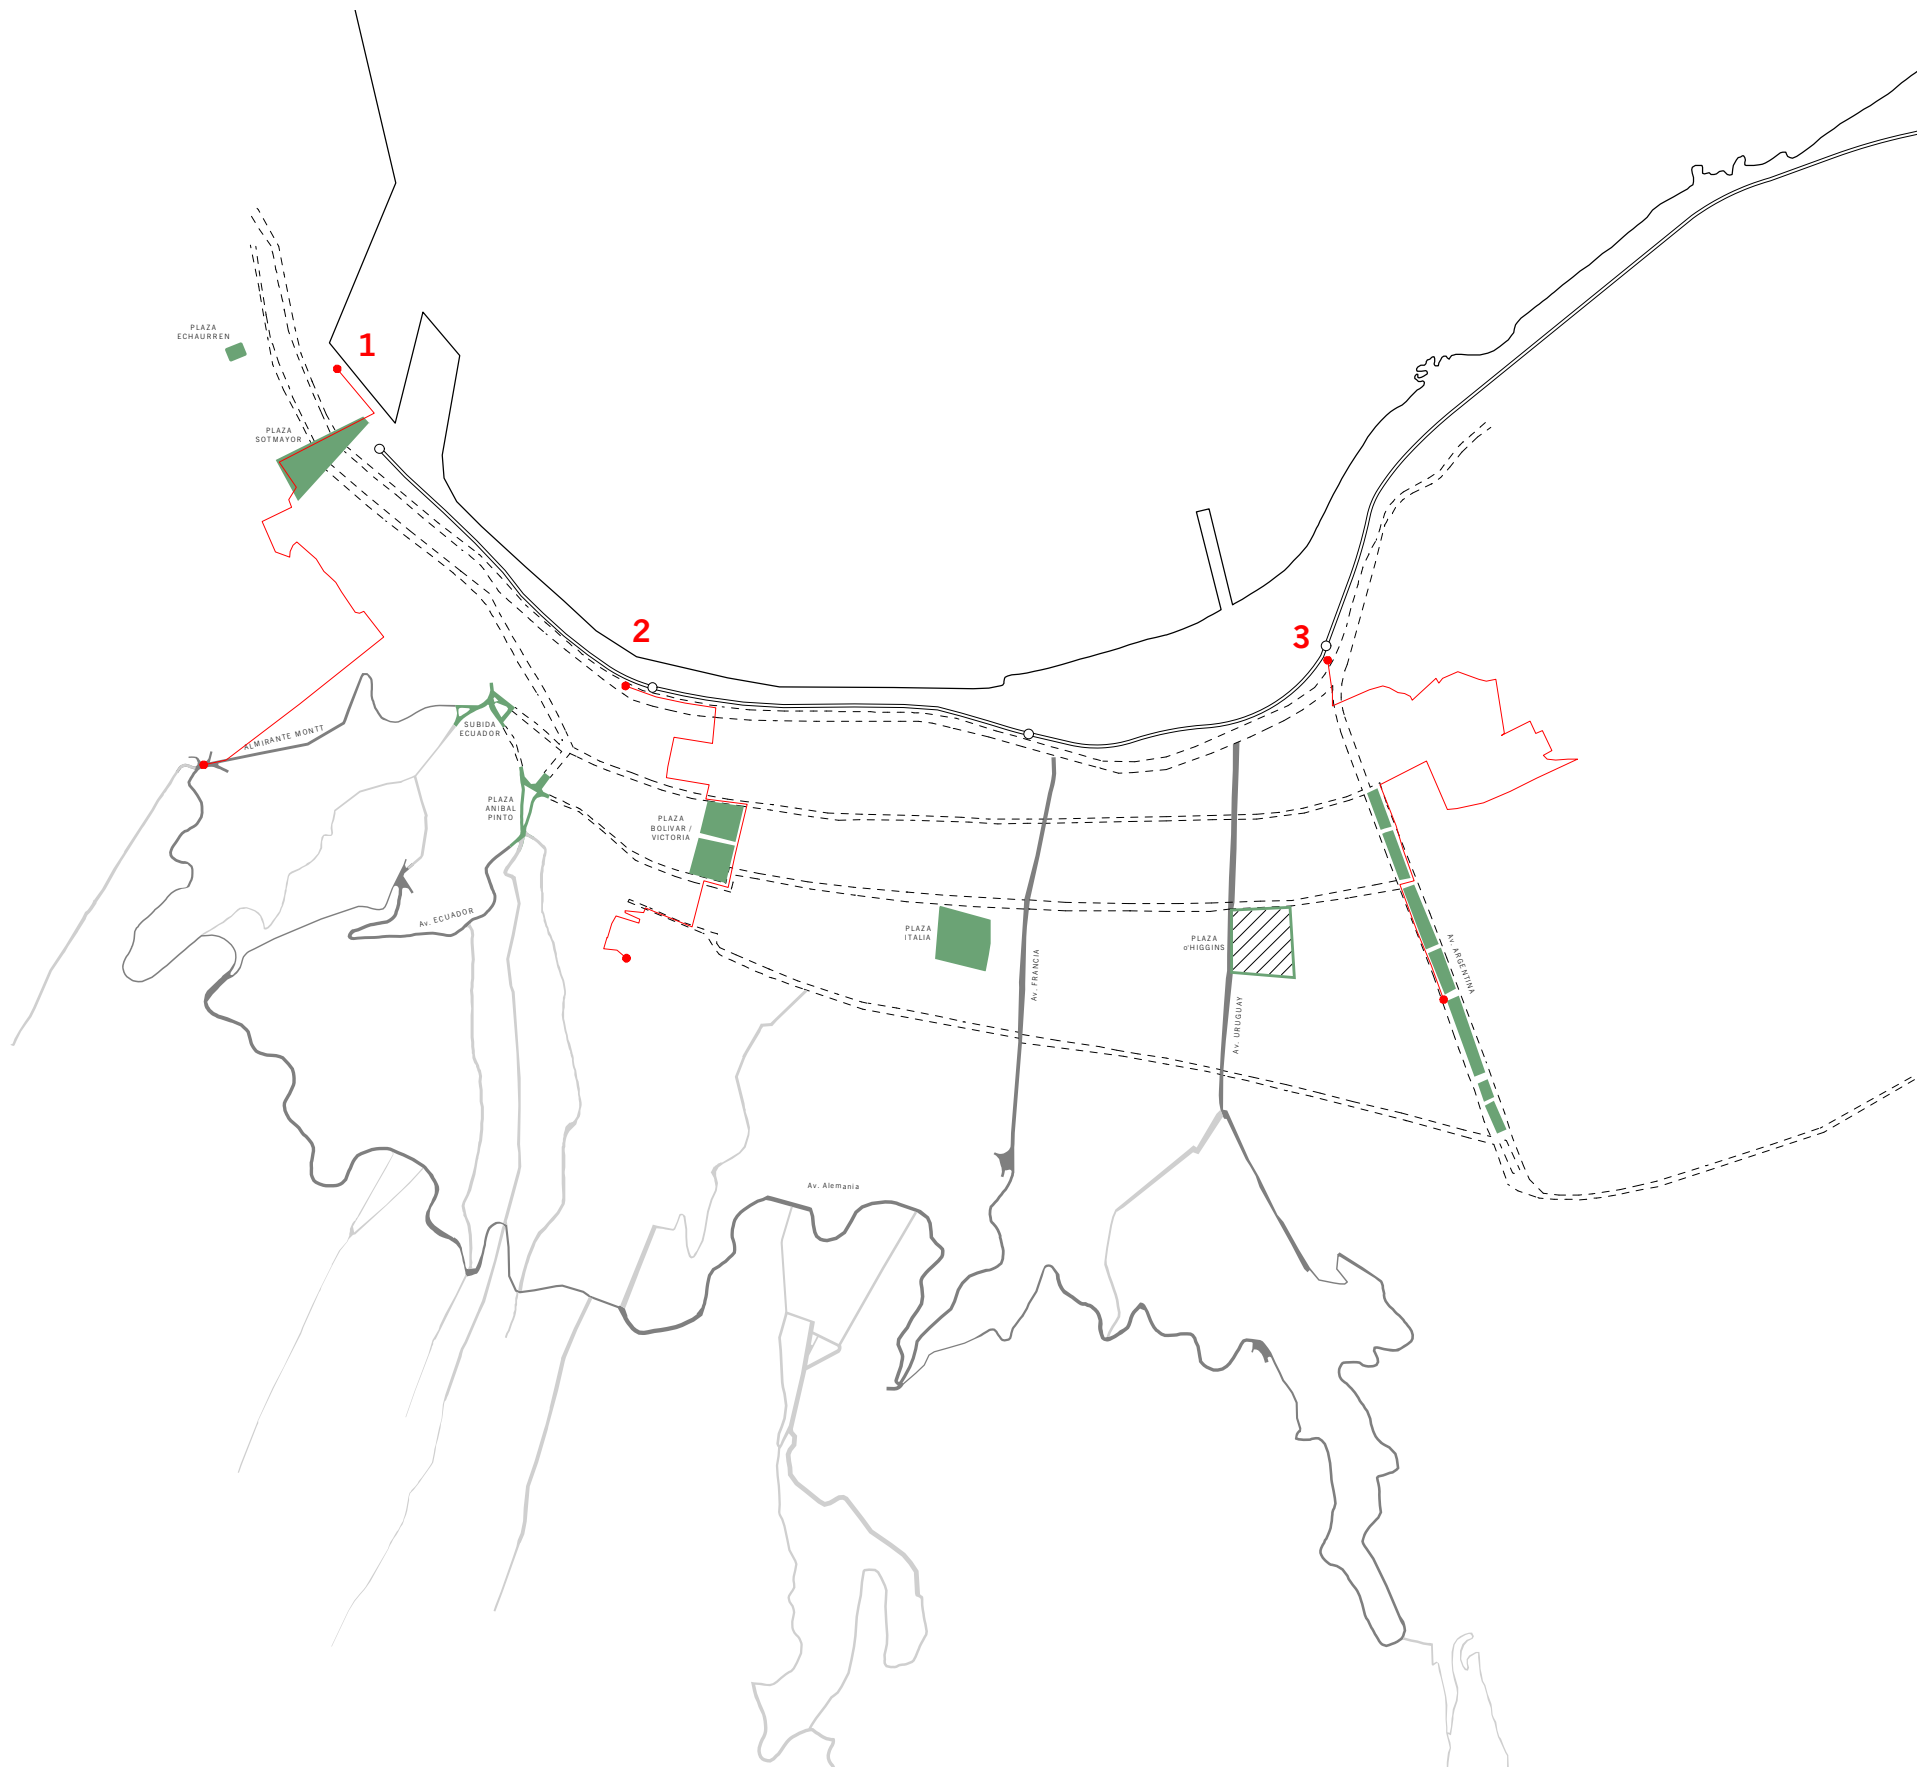 PLAZA
ECHAURREN
1
PLAZA
SOTMAYOR
2
3
SUBIDA
ECUADOR
ALMIRANTE MONTT
PLAZA
ANIBAL
PINTO
PLAZA
BOLIVAR /
VICTORIA
Av. ECUADOR
PLAZA
ITALIA
PLAZA
o'HIGGINS
Av. FRANCIA
Av. URUGUAY
Av. ARGENTINA
Av. Alemania